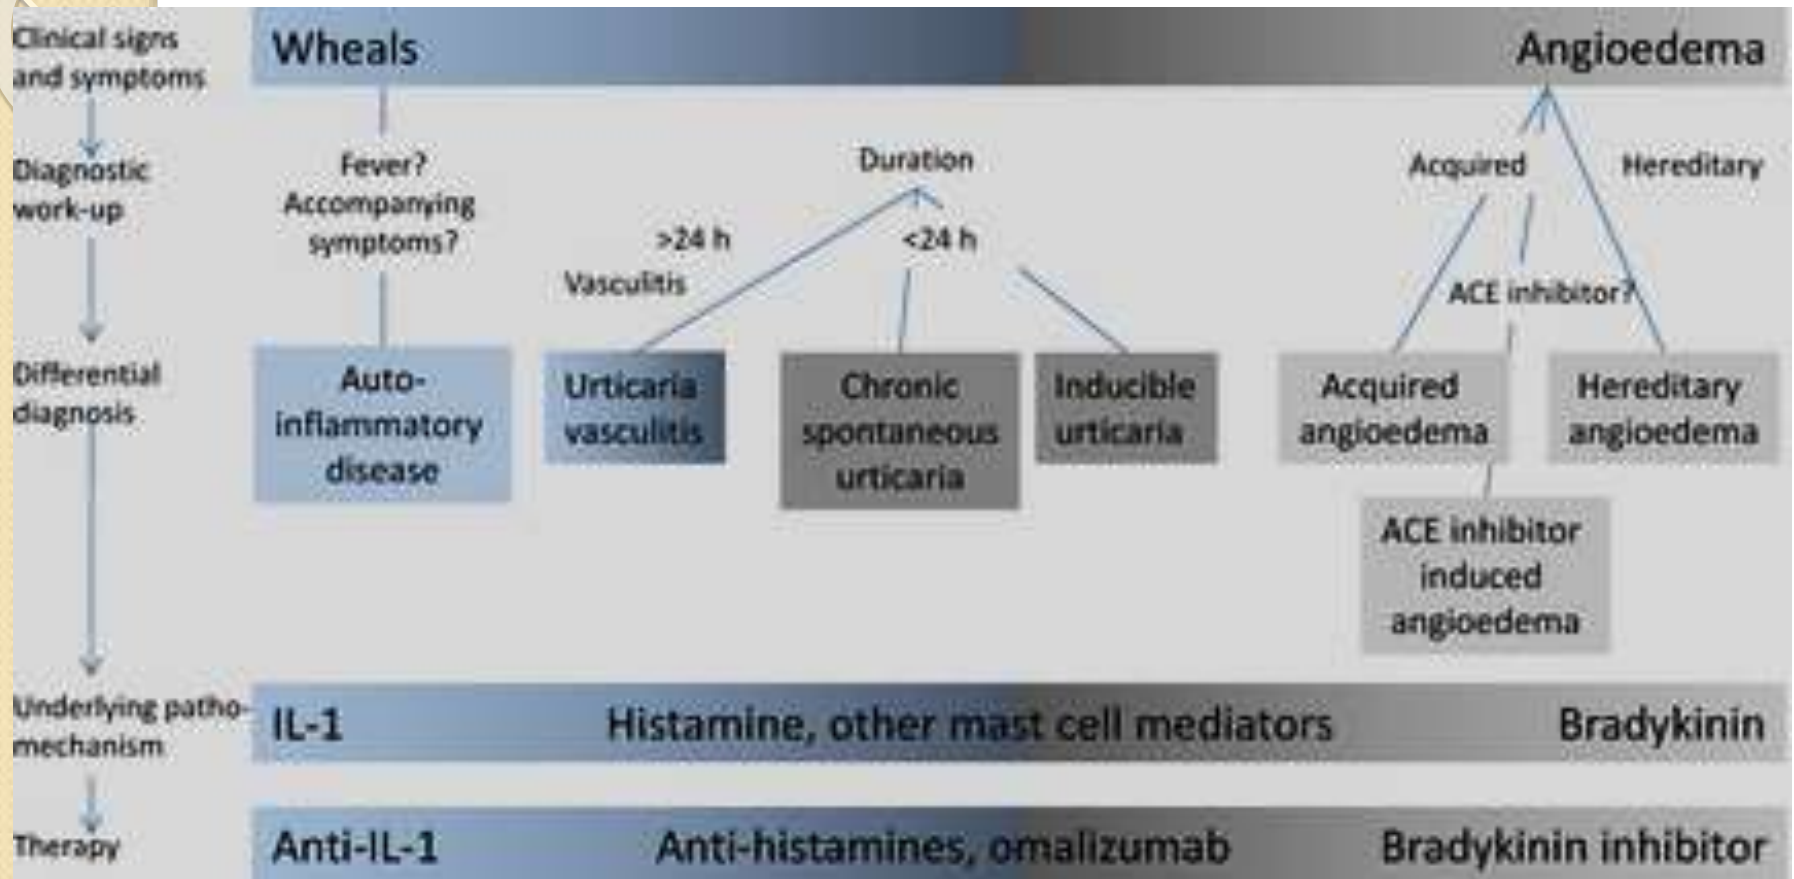 Clinical signs
and symptoms
Wheals
Angioedema
Diagnostic
work-up
Fever?
Accompanying
symptoms?
Duration
>24 h
<24 h
Vasculitis
Acquired
Hereditary
ACE inhibitor?
Differential
diagnosis
Auto-
inflammatory
disease
Urticaria
vasculitis
Chronic
spontaneous
urticaria
Inducible
urticaria
Acquired
angioedema
Hereditary
angioedema
ACE inhibitor
induced
angioedema
Underlying patho-
mechanism
IL-1
Histamine, other mast cell mediators
Bradykinin
Therapy
Anti-IL-1
Anti-histamines, omalizumab
Bradykinin inhibitor